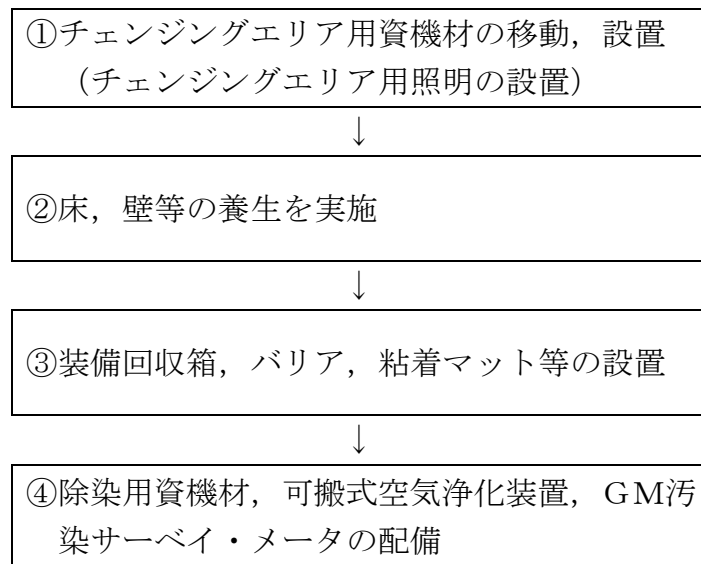 ①チェンジングエリア用資機材の移動，設置
（チェンジングエリア用照明の設置）
↓
②床，壁等の養生を実施
↓
③装備回収箱，バリア，粘着マット等の設置
↓
④除染用資機材，可搬式空気浄化装置，ＧＭ汚
染サーベイ・メータの配備